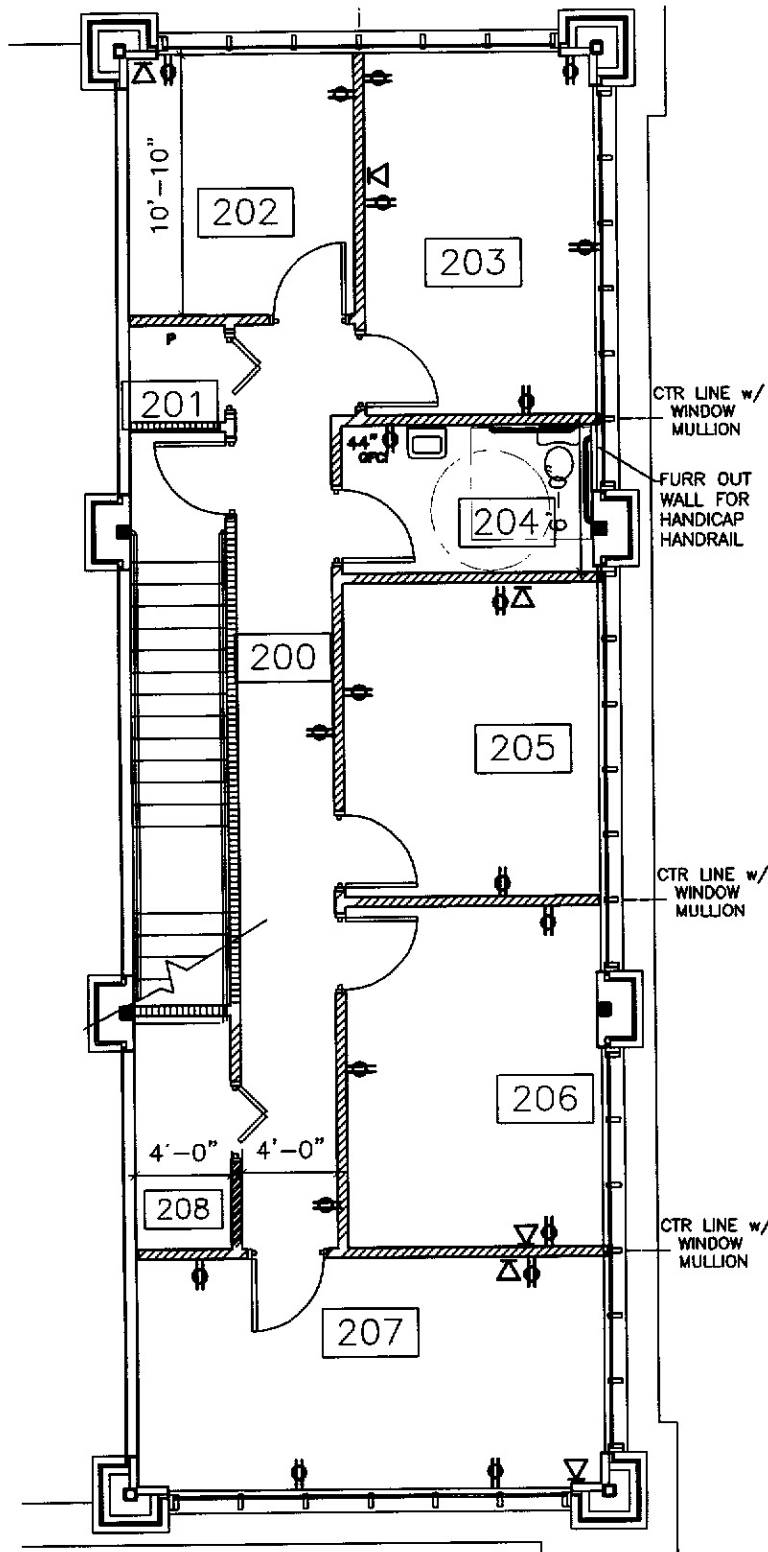 10'-10"
202
203
P
201
CTR LINE w/
WINDOW
MULLION
44"
GFCI
FURR OUT
WALL FOR
HANDICAP
HANDRAIL
204
6'
200
205
CTR LINE w/
WINDOW
MULLION
206
4'-0"
4'-0"
208
CTR LINE w/
WINDOW
MULLION
207